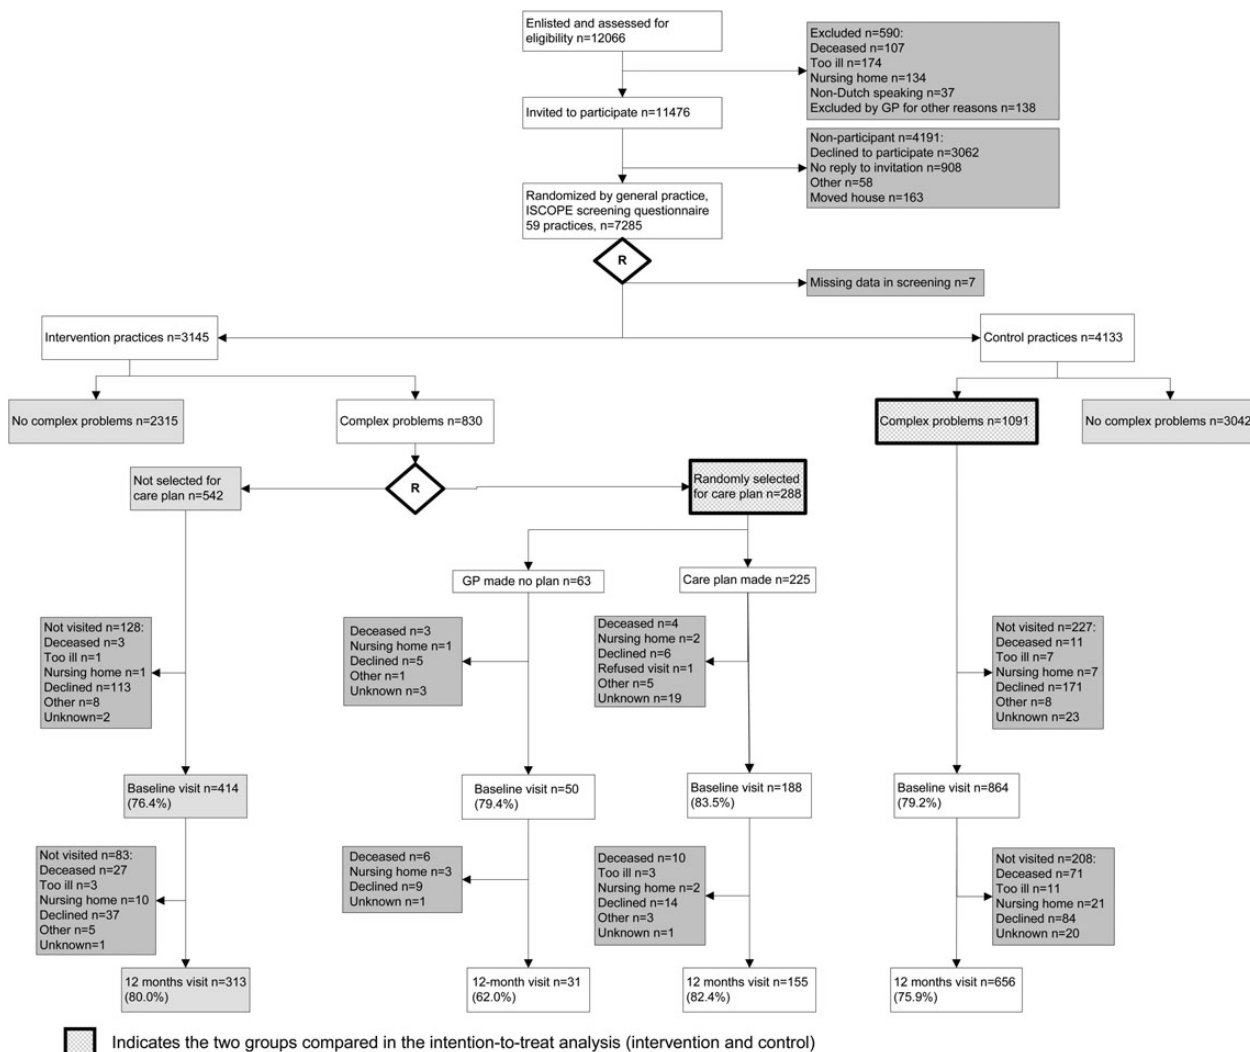 Enlisted and assessed for
eligibility n=12066
Excluded n=590:
Deceased n=107
Too ill n=174
Nursing home n=134
Non-Dutch speaking n=37
Excluded by GP for other reasons n=138
Invited to participate n=11476
Non-participant n=4191:
Declined to participate n=3062
No reply to invitation n=908
Other n=58
Moved house n=163
Randomized by general practice,
ISCOPE screening questionnaire
59 practices, n=7285
R
Missing data in screening n=7
Intervention practices n=3145
Control practices n=4133
No complex problems n=2315
Complex problems n=830
Complex problems n=1091
No complex problems n=3042
Not selected for
care plan n=542
R
Randomly selected
for care plan n=288
GP made no plan n=63
Care plan made n=225
Not visited n=128:
Deceased n=3
Too ill n=1
Nursing home n=1
Declined n=113
Other n=8
Unknown=2
Deceased n=3
Nursing home n=1
Declined n=5
Other n=1
Unknown n=3
Deceased n=4
Nursing home n=2
Declined n=6
Refused visit n=1
Other n=5
Unknown n=19
Not visited n=227:
Deceased n=11
Too ill n=7
Nursing home n=7
Declined n=171
Other n=8
Unknown n=23
Baseline visit n=414
(76.4%)
Baseline visit n=50
(79.4%)
Baseline visit n=188
(83.5%)
Baseline visit n=864
(79.2%)
Not visited n=83:
Deceased n=27
Too ill n=3
Nursing home n=10
Declined n=37
Other n=5
Unknown=1
Deceased n=6
Nursing home n=3
Declined n=9
Unknown n=1
Deceased n=10
Too ill n=3
Nursing home n=2
Declined n=14
Other n=3
Unknown n=1
Not visited n=208:
Deceased n=71
Too ill n=11
Nursing home n=21
Declined n=84
Unknown n=20
12 months visit n=313
(80.0%)
12-month visit n=31
(62.0%)
12 months visit n=155
(82.4%)
12 months visit n=656
(75.9%)
Indicates the two groups compared in the intention-to-treat analysis (intervention and control)